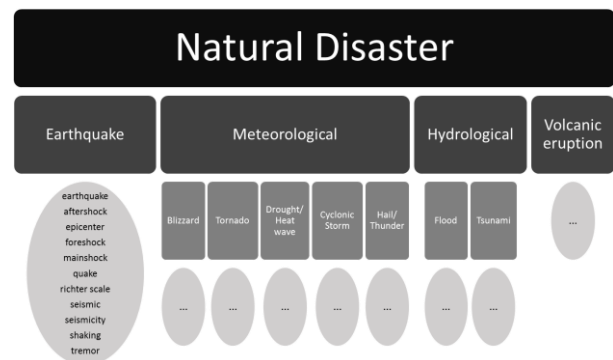 Natural Disaster
Earthquake
Meteorological
Hydrological
Volcanic
eruption
Blizzard
Tornado
Drought/
Heat
wave
Cyclonic
Storm
Hail/
Thunder
Flood
Tsunami
earthquake
aftershock
epicenter
foreshock
mainshock
quake
richter scale
seismic
seismicity
shaking
tremor
...
...
...
...
...
...
...
...